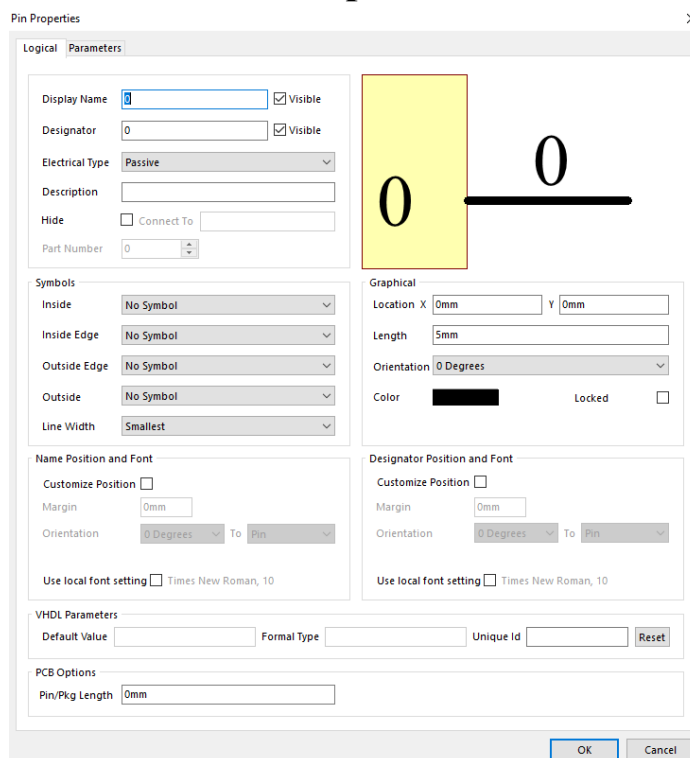 Pin Properties
Logical Parameters
Display Name 0 Visible
Designator 0 Visible
Electrical Type Passive
Description
Hide Connect To
Part Number 0
0 0
Symbols
Inside No Symbol
Inside Edge No Symbol
Outside Edge No Symbol
Outside No Symbol
Line Width Smallest
Graphical
Location X 0mm Y 0mm
Length 5mm
Orientation 0 Degrees
Color Locked
Name Position and Font
Customize Position
Margin 0mm
Orientation 0 Degrees To Pin
Use local font setting Times New Roman, 10
Designator Position and Font
Customize Position
Margin 0mm
Orientation 0 Degrees To Pin
Use local font setting Times New Roman, 10
VHDL Parameters
Default Value Formal Type Unique Id Reset
PCB Options
Pin/Pkg Length 0mm
OK Cancel